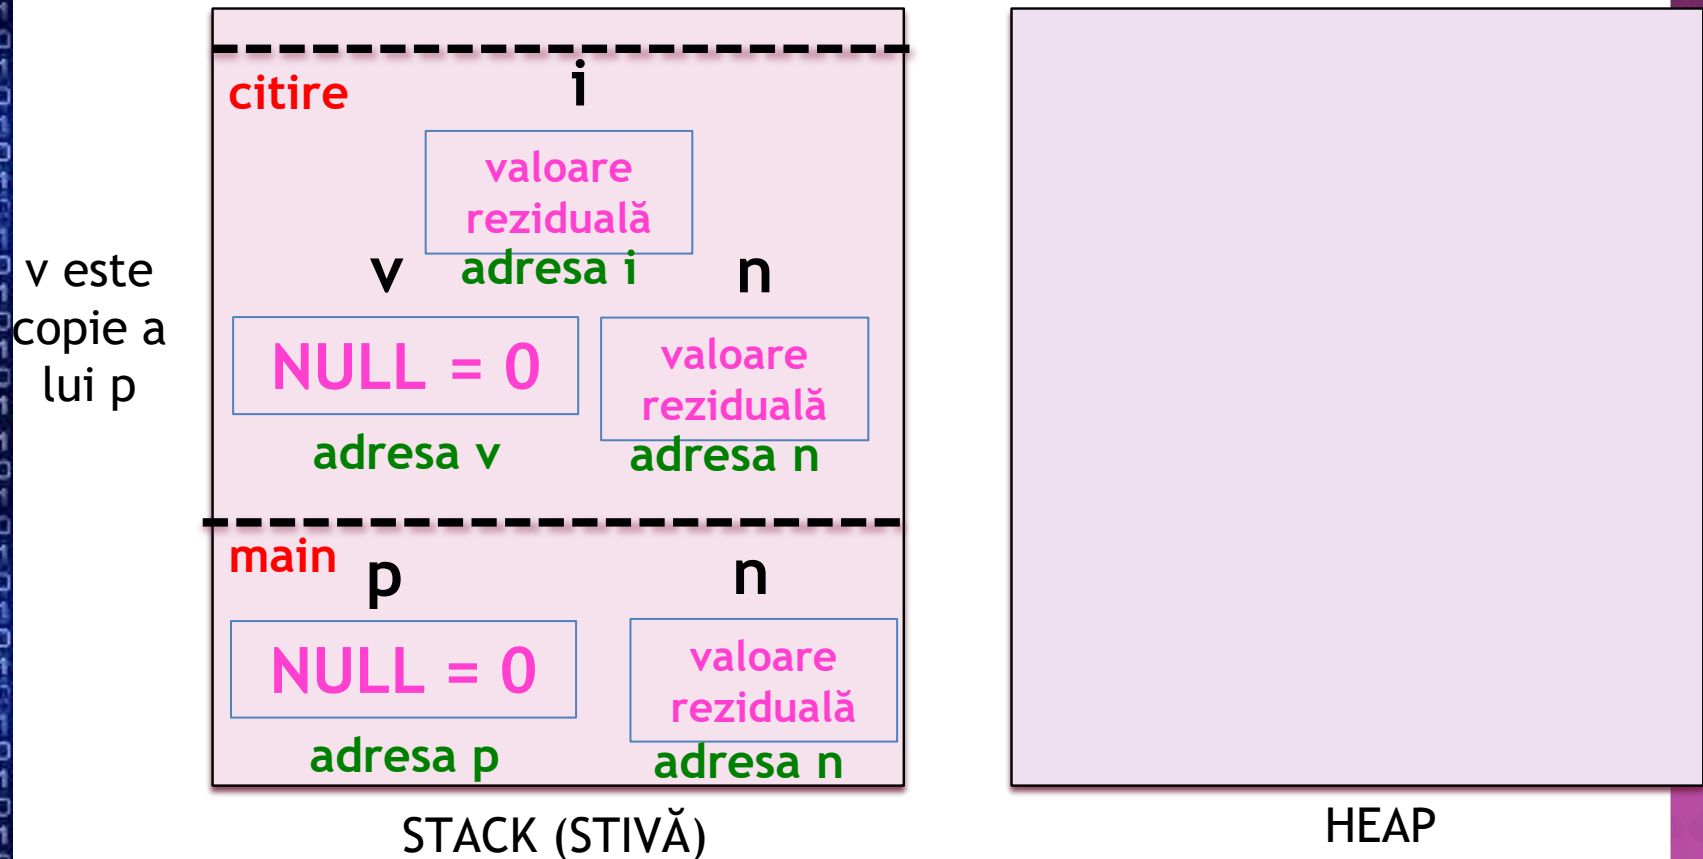 citire
i
valoare
reziduală
adresa i
v
n
v este
copie a
lui p
NULL = 0
valoare
reziduală
adresa v
adresa n
main
p
n
NULL = 0
valoare
reziduală
adresa p
adresa n
STACK (STIVĂ)
HEAP